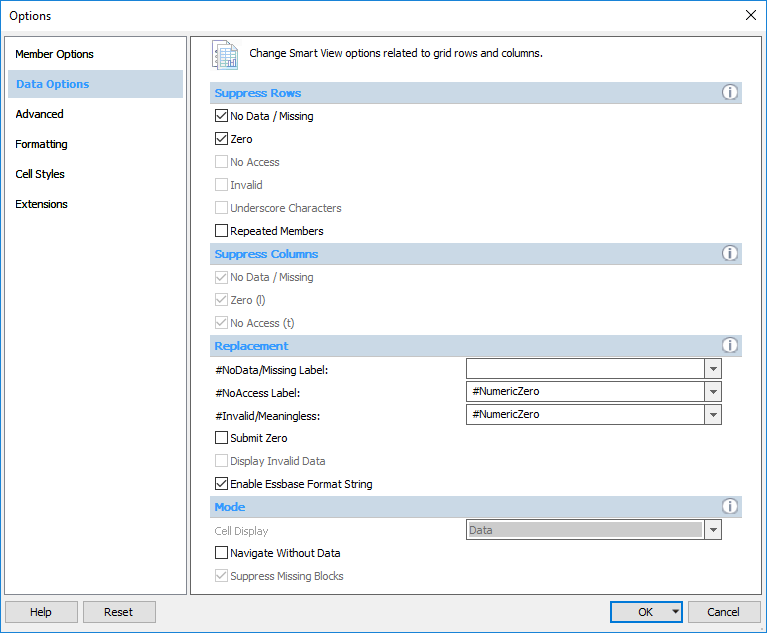 Options
Member Options
Data Options
Advanced
Formatting
Cell Styles
Extensions
Change Smart View options related to grid rows and columns.
Suppress Rows
No Data / Missing
Zero
No Access
Invalid
Underscore Characters
Repeated Members
Suppress Columns
No Data / Missing
Zero (l)
No Access (t)
Replacement
#NoData/Missing Label:
#NoAccess Label: #NumericZero
#Invalid/Meaningless: #NumericZero
Submit Zero
Display Invalid Data
Enable Essbase Format String
Mode
Cell Display Data
Navigate Without Data
Suppress Missing Blocks
Help Reset OK Cancel